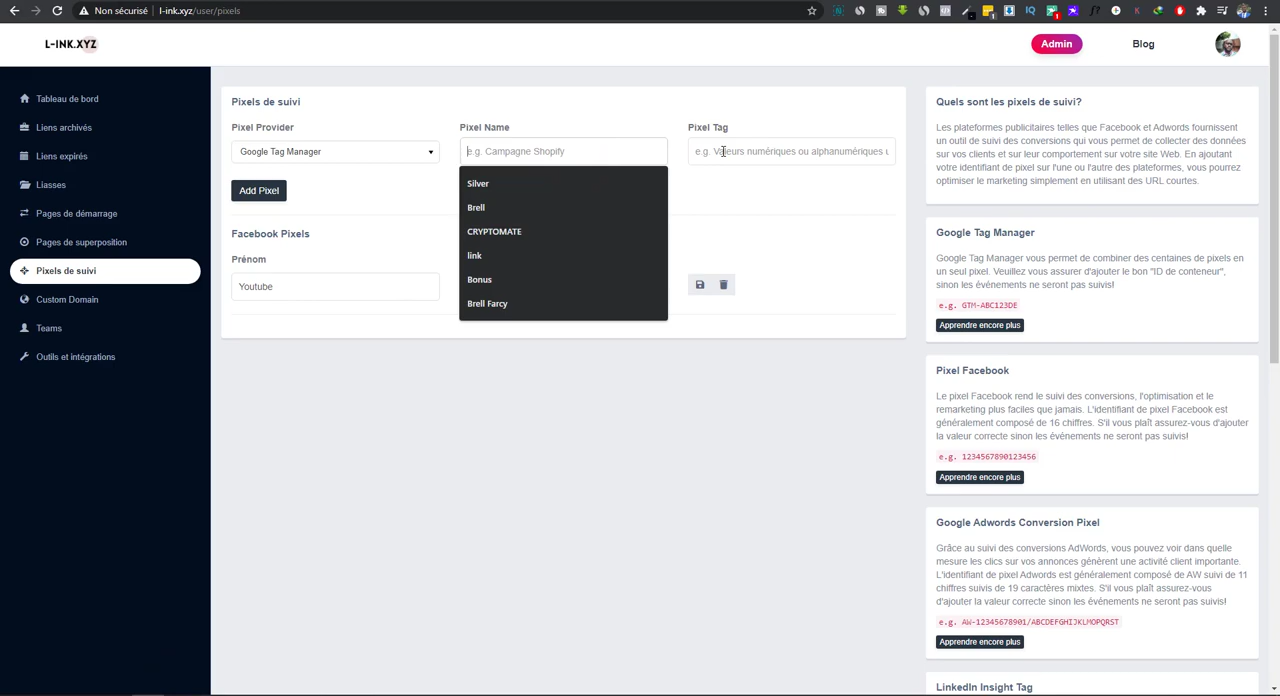 Non sécurisé | l-ink.xyz/user/pixels
L-INK.XYZ
Admin
Blog
Tableau de bord
Liens archivés
Liens expirés
Liasses
Pages de démarrage
Pages de superposition
Pixels de suivi
Custom Domain
Teams
Outils et intégrations
Pixels de suivi
Pixel Provider
Pixel Name
Pixel Tag
Google Tag Manager
e.g. Campagne Shopify
e.g. Valeurs numériques ou alphanumériques u
Silver
Brell
CRYPTOMATE
link
Bonus
Brell Farcy
Add Pixel
Facebook Pixels
Prénom
Youtube
Quels sont les pixels de suivi?
Les plateformes publicitaires telles que Facebook et Adwords fournissent
un outil de suivi des conversions qui vous permet de collecter des données
sur vos clients et sur leur comportement sur votre site Web. En ajoutant
votre identifiant de pixel sur l'une ou l'autre des plateformes, vous pourrez
optimiser le marketing simplement en utilisant des URL courtes.
Google Tag Manager
Google Tag Manager vous permet de combiner des centaines de pixels en
un seul pixel. Veuillez vous assurer d'ajouter le bon "ID de conteneur",
sinon les événements ne seront pas suivis!
e.g. GTM-ABC123DE
Apprendre encore plus
Pixel Facebook
Le pixel Facebook rend le suivi des conversions, l'optimisation et le
remarketing plus faciles que jamais. L'identifiant de pixel Facebook est
généralement composé de 16 chiffres. S'il vous plaît assurez-vous d'ajouter
la valeur correcte sinon les événements ne seront pas suivis!
e.g. 1234567890123456
Apprendre encore plus
Google Adwords Conversion Pixel
Grâce au suivi des conversions AdWords, vous pouvez voir dans quelle
mesure les clics sur vos annonces génèrent une activité client importante.
L'identifiant de pixel Adwords est généralement composé de AW suivi de 11
chiffres suivis de 19 caractères mixtes. S'il vous plaît assurez-vous
d'ajouter la valeur correcte sinon les événements ne seront pas suivis!
e.g. AW-12345678901/ABCDEFGHIJKLMOPQRST
Apprendre encore plus
LinkedIn Insight Tag